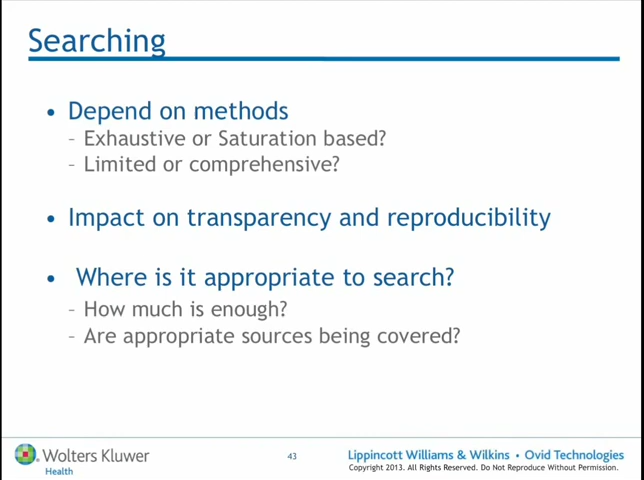 Searching
• Depend on methods
- Exhaustive or Saturation based?
- Limited or comprehensive?
• Impact on transparency and reproducibility
• Where is it appropriate to search?
- How much is enough?
- Are appropriate sources being covered?
Wolters Kluwer
Health
43
Lippincott Williams & Wilkins • Ovid Technologies
Copyright 2013. All Rights Reserved. Do Not Reproduce Without Permission.